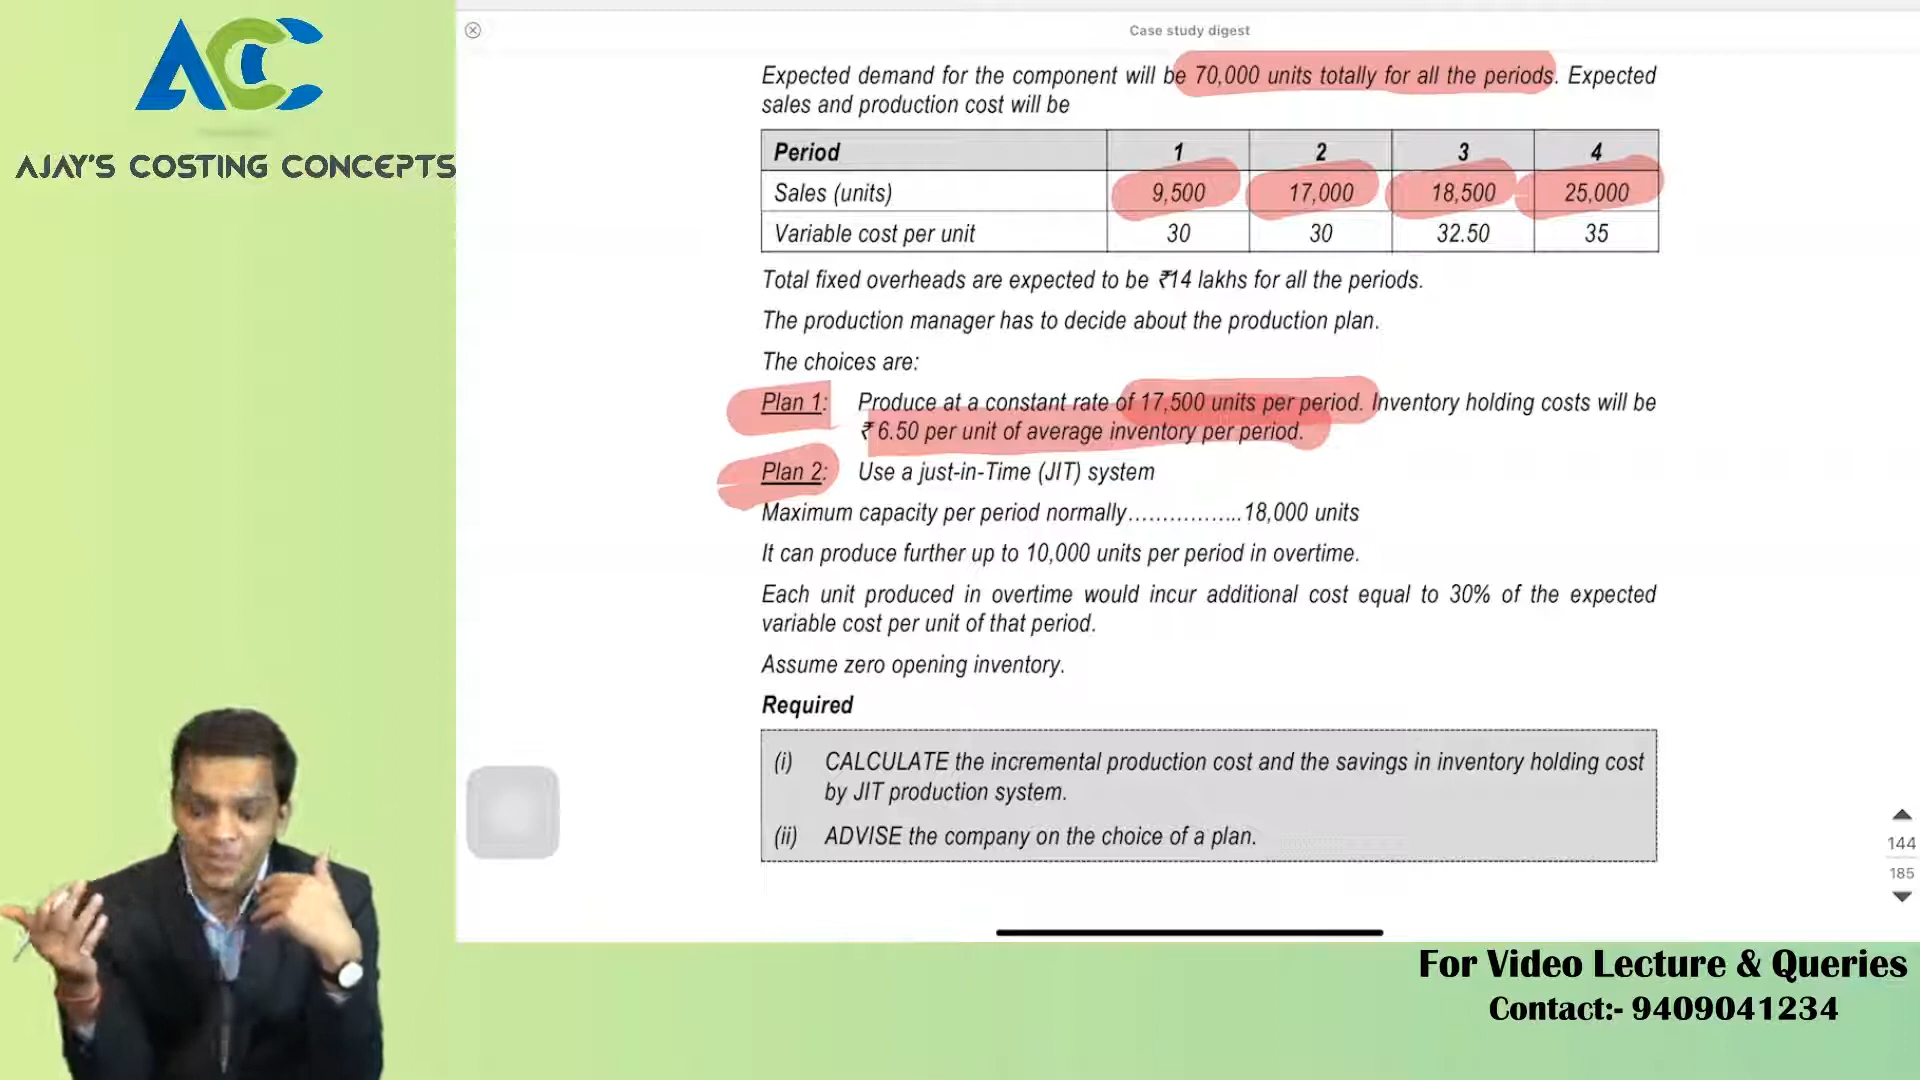 ACC
AJAY'S COSTING CONCEPTS
Case study digest
Expected demand for the component will be 70,000 units totally for all the periods. Expected
sales and production cost will be
Period 1 2 3 4
Sales (units) 9,500 17,000 18,500 25,000
Variable cost per unit 30 30 32.50 35
Total fixed overheads are expected to be ₹14 lakhs for all the periods.
The production manager has to decide about the production plan.
The choices are:
Plan 1: Produce at a constant rate of 17,500 units per period. Inventory holding costs will be
₹ 6.50 per unit of average inventory per period.
Plan 2: Use a just-in-Time (JIT) system
Maximum capacity per period normally……………..18,000 units
It can produce further up to 10,000 units per period in overtime.
Each unit produced in overtime would incur additional cost equal to 30% of the expected
variable cost per unit of that period.
Assume zero opening inventory.
Required
(i) CALCULATE the incremental production cost and the savings in inventory holding cost
by JIT production system.
(ii) ADVISE the company on the choice of a plan.
144
185
For Video Lecture & Queries
Contact:- 9409041234